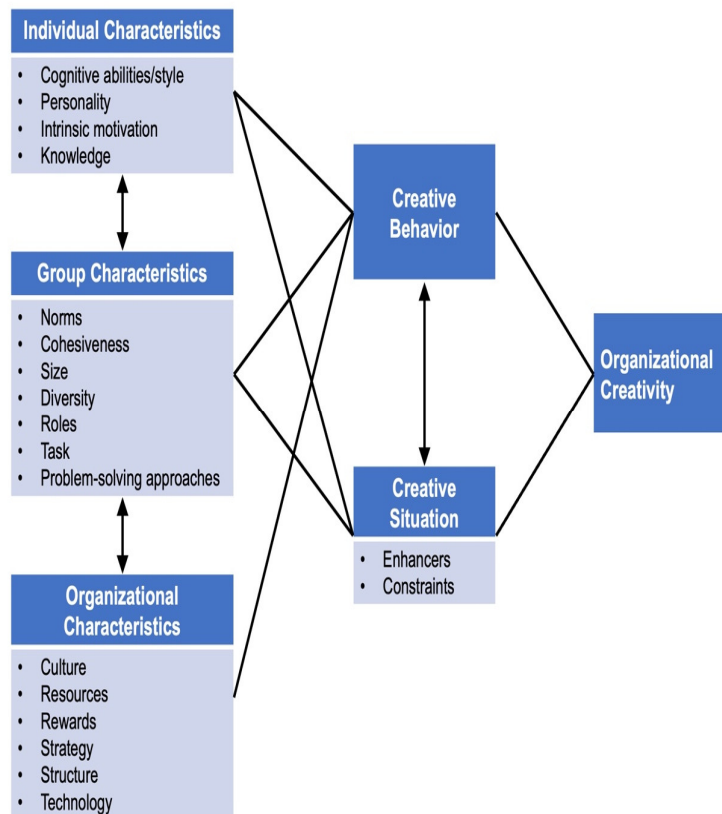 Individual Characteristics
• Cognitive abilities/style
• Personality
• Intrinsic motivation
• Knowledge
Group Characteristics
• Norms
• Cohesiveness
• Size
• Diversity
• Roles
• Task
• Problem-solving approaches
Organizational
Characteristics
• Culture
• Resources
• Rewards
• Strategy
• Structure
• Technology
Creative
Behavior
Creative
Situation
• Enhancers
• Constraints
Organizational
Creativity